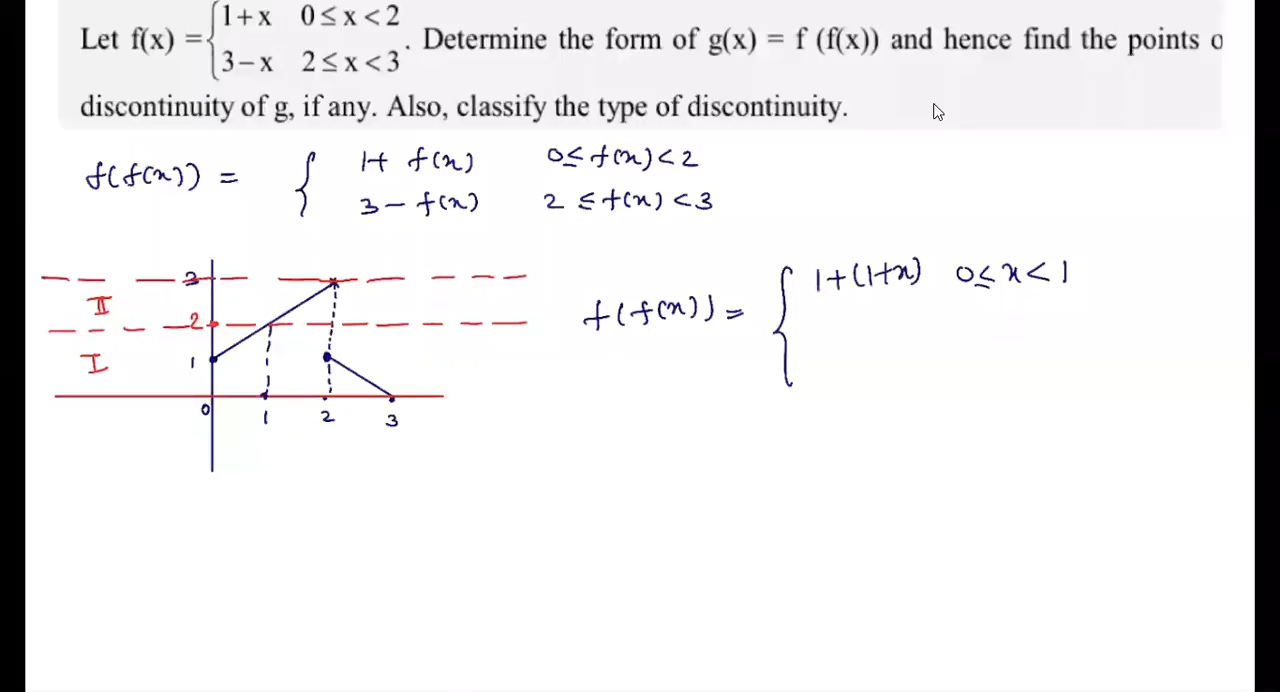 Let f(x) = { 1+x 0≤x<2
3−x 2≤x<3 . Determine the form of g(x) = f (f(x)) and hence find the points o
discontinuity of g, if any. Also, classify the type of discontinuity.
f(f(x)) = { 1+ f(x) 0≤f(x)<2
3− f(x) 2 ≤ f(x) <3
3
II
2
I
1
0 1 2 3
f(f(x)) = { 1+(1+x) 0≤x<1